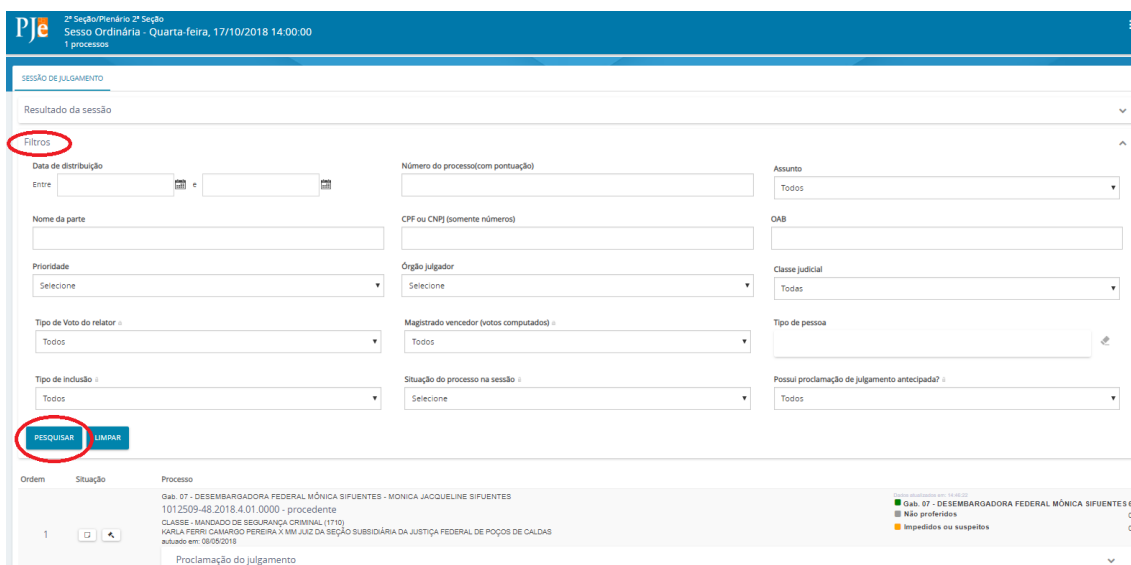 PJe
2ª Seção/Plenário 2ª Seção
Sesso Ordinária - Quarta-feira, 17/10/2018 14:00:00
1 processos
SESSÃO DE JULGAMENTO
Resultado da sessão
Filtros
Data de distribuição Número do processo(com pontuação) Assunto
Entre e Todos
Nome da parte CPF ou CNPJ (somente números) OAB
Prioridade Órgão julgador Classe judicial
Selecione Selecione Todas
Tipo de Voto do relator Magistrado vencedor (votos computados) Tipo de pessoa
Todos Todos
Tipo de inclusão Situação do processo na sessão Possui proclamação de julgamento antecipada?
Todos Selecione Todos
PESQUISAR LIMPAR
Ordem Situação Processo
Gab. 07 - DESEMBARGADORA FEDERAL MÔNICA SIFUENTES - MONICA JACQUELINE SIFUENTES
1012509-48.2018.4.01.0000 - procedente
CLASSE - MANDADO DE SEGURANÇA CRIMINAL (1710)
1 KARLA FERRI CAMARGO PEREIRA X MM JUIZ DA SEÇÃO SUBSIDIÁRIA DA JUSTIÇA FEDERAL DE POÇOS DE CALDAS
autuado em: 08/05/2018
Gab. 07 - DESEMBARGADORA FEDERAL MÔNICA SIFUENTES
Não proferidos
Impedidos ou suspeitos
Proclamação do julgamento